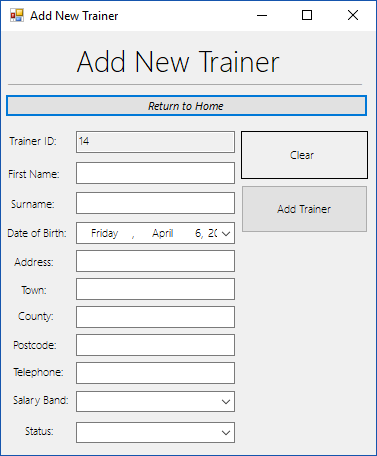 Add New Trainer
Add New Trainer
Return to Home
Trainer ID: 14
Clear
First Name:
Surname:
Add Trainer
Date of Birth: Friday , April 6, 20
Address:
Town:
County:
Postcode:
Telephone:
Salary Band:
Status: